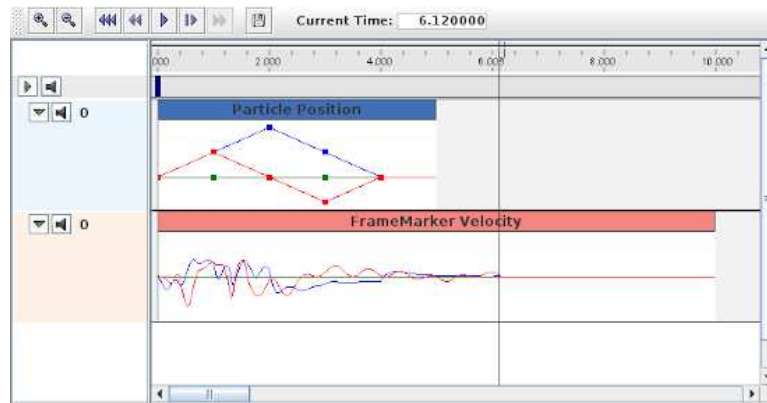 Current Time: 6.120000
000 2.000 4.000 6.000 8.000 10.000
0 Particle Position
0 FrameMarker Velocity